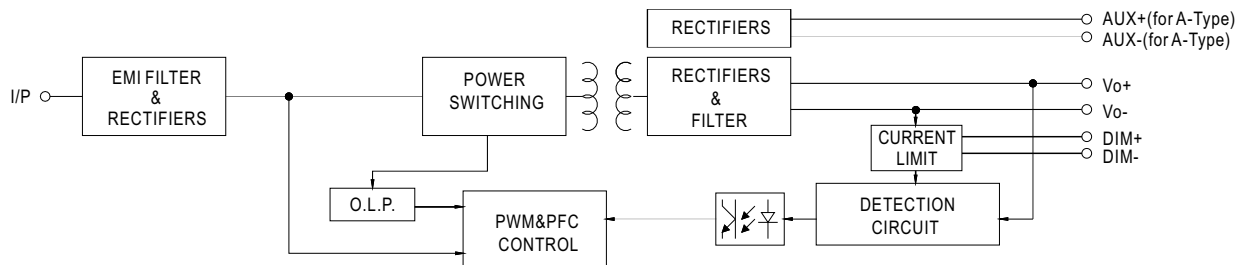 RECTIFIERS
AUX+(for A-Type)
AUX-(for A-Type)
I/P
EMI FILTER
&
RECTIFIERS
POWER
SWITCHING
RECTIFIERS
&
FILTER
Vo+
Vo-
CURRENT
LIMIT
DIM+
DIM-
O.L.P.
PWM&PFC
CONTROL
DETECTION
CIRCUIT